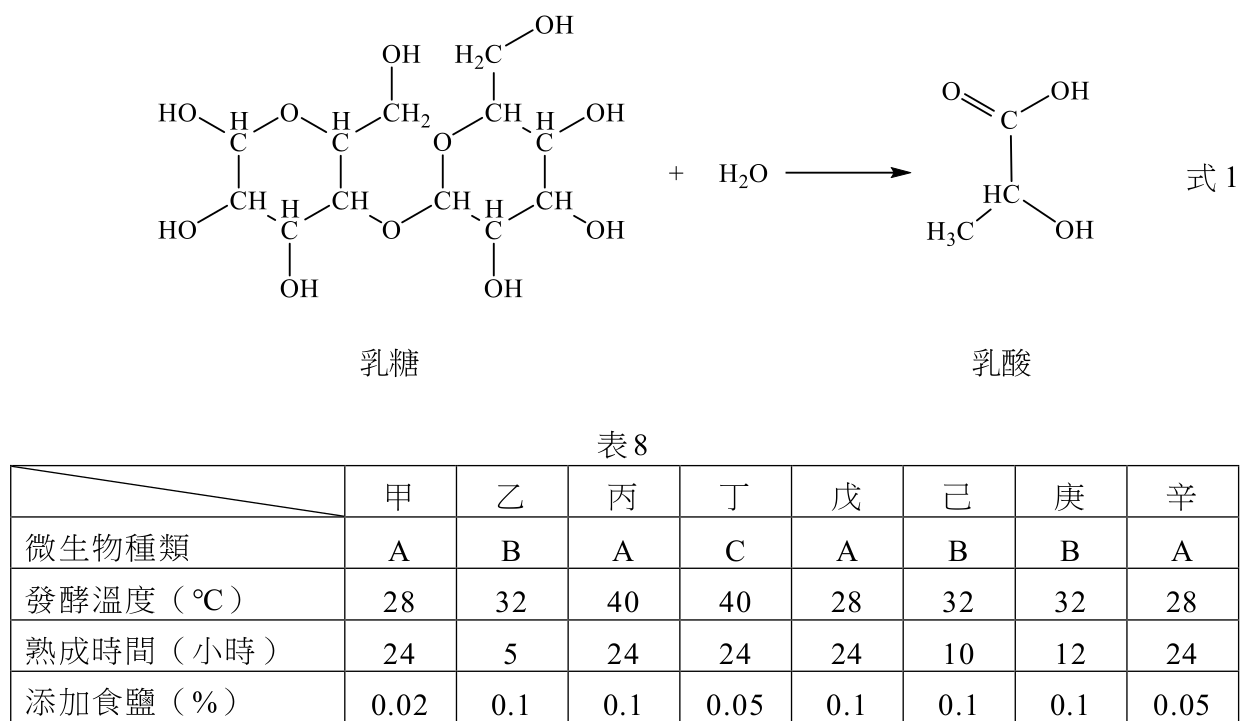 OH
OH H₂C
HO H C O H C CH₂ O CH H C OH
+ H₂O
O C OH
式 1
HO CH H C CH O CH H C CH OH
HC
H₃C OH
OH OH
乳糖 乳酸
表 8
甲 乙 丙 丁 戊 己 庚 辛
微生物種類 A B A C A B B A
發酵溫度（℃） 28 32 40 40 28 32 32 28
熟成時間（小時） 24 5 24 24 24 10 12 24
添加食鹽（%） 0.02 0.1 0.1 0.05 0.1 0.1 0.1 0.05